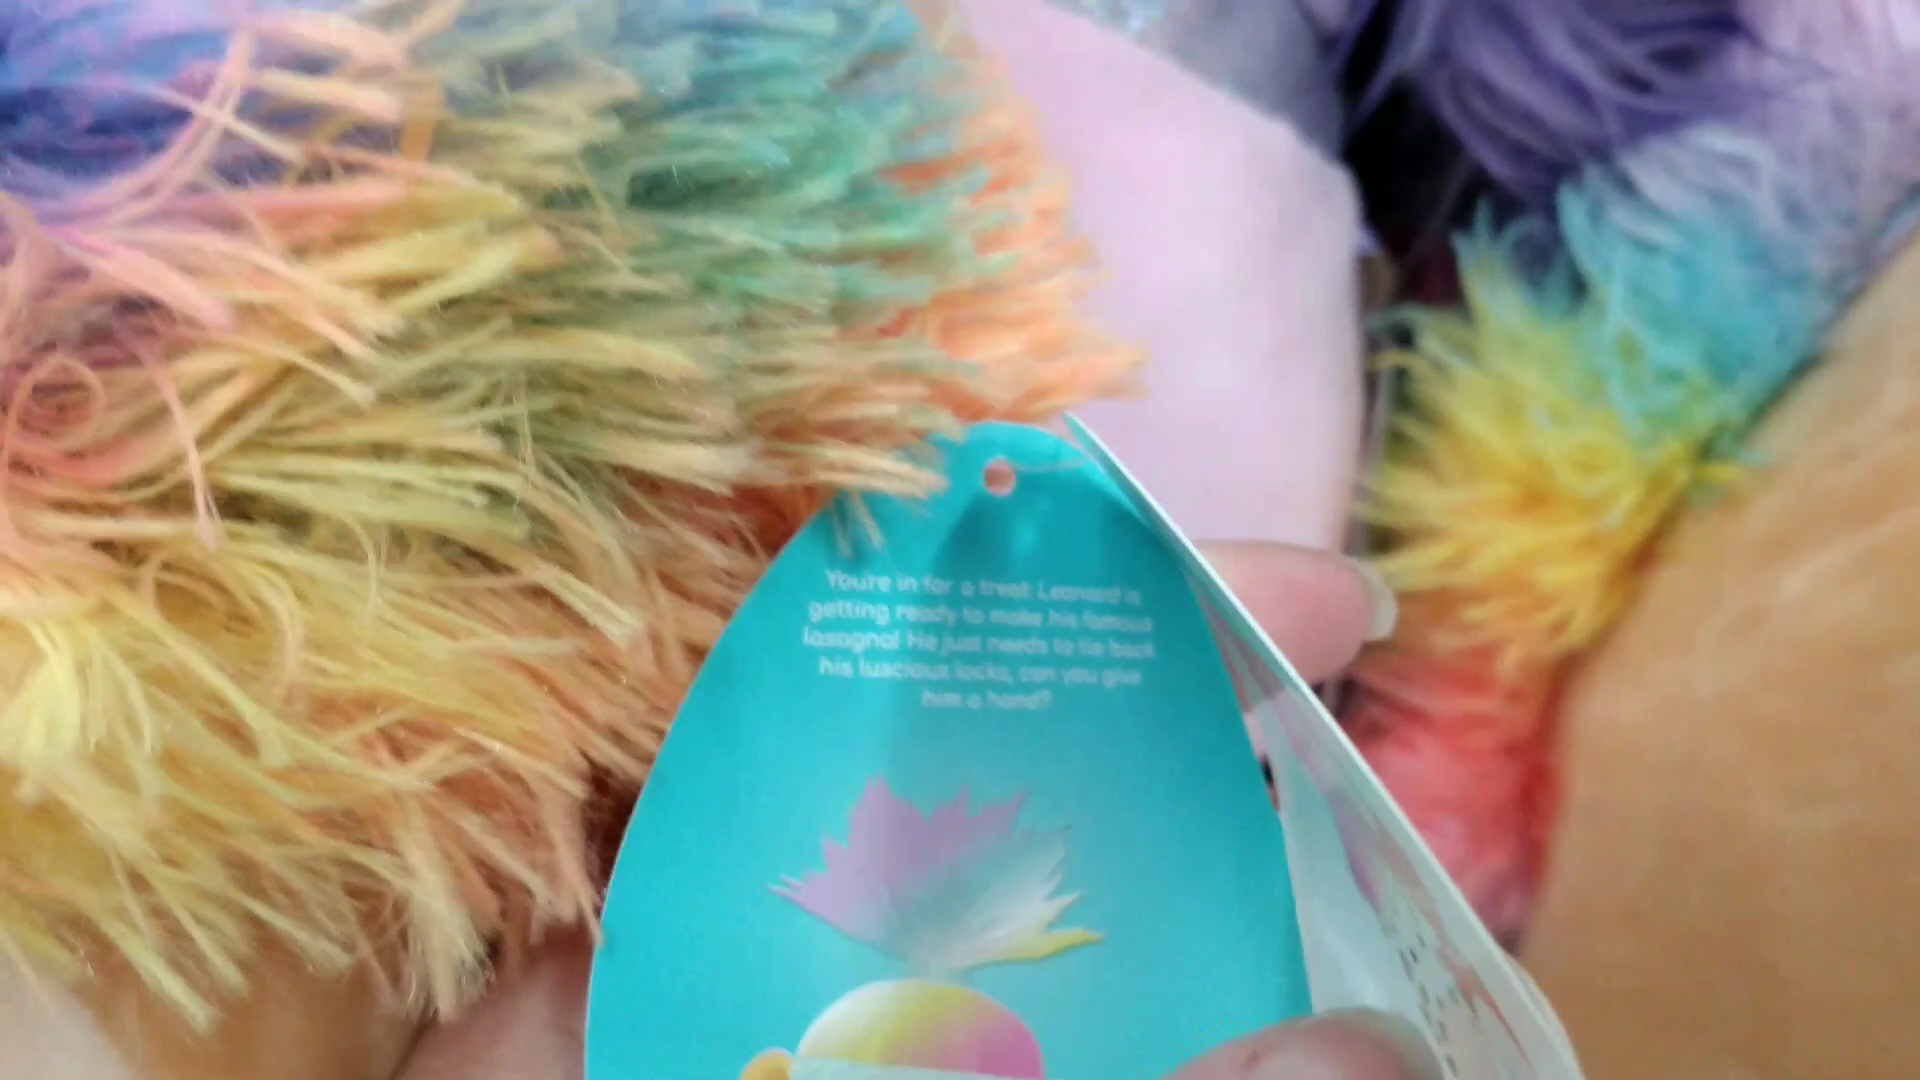 You're in for a treat! Leonard is
getting ready to make his famous
lasagna! He just needs to tie back
his luscious locks, can you give
him a hand?